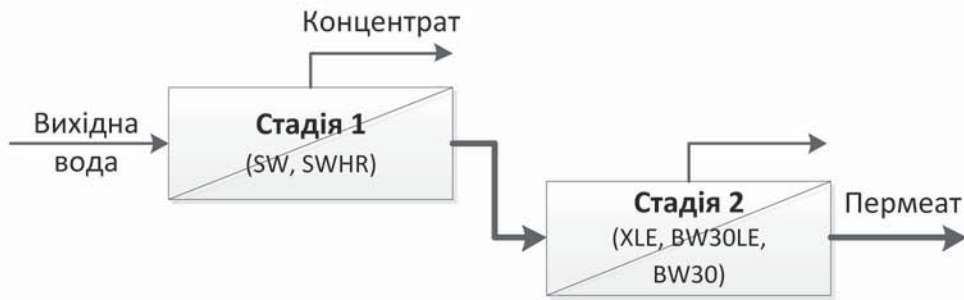 Концентрат
Вихідна
вода
Стадія 1
(SW, SWHR)
Стадія 2
(XLE, BW30LE,
BW30)
Пермеат